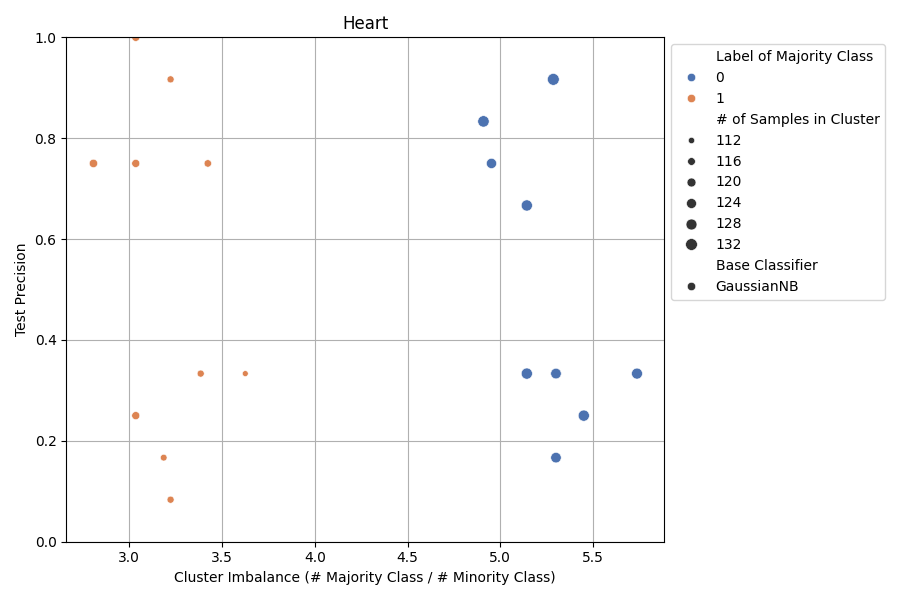 Heart
1.0
0.8
0.6
0.4
0.2
0.0
Test Precision
3.0
3.5
4.0
4.5
5.0
5.5
Cluster Imbalance (# Majority Class / # Minority Class)
Label of Majority Class
0
1
# of Samples in Cluster
112
116
120
124
128
132
Base Classifier
GaussianNB